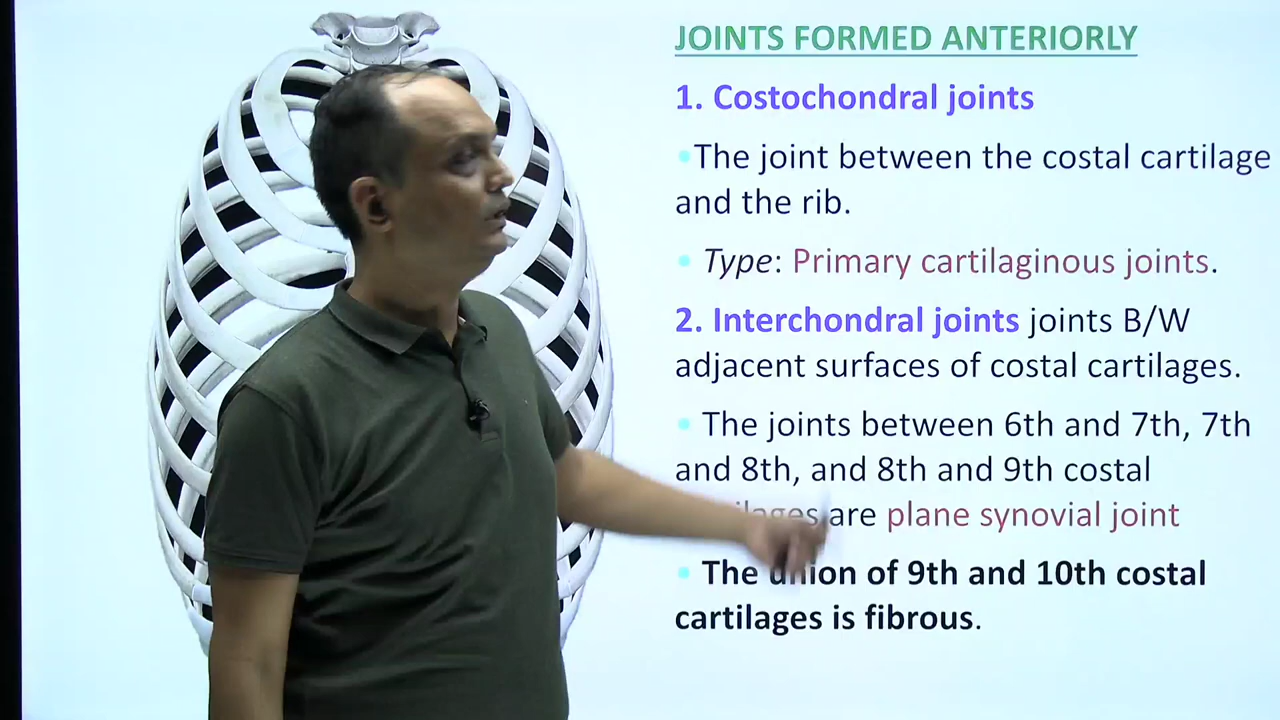 JOINTS FORMED ANTERIORLY
1. Costochondral joints
•The joint between the costal cartilage
and the rib.
• Type: Primary cartilaginous joints.
2. Interchondral joints joints B/W
adjacent surfaces of costal cartilages.
• The joints between 6th and 7th, 7th
and 8th, and 8th and 9th costal
are plane synovial joint
• The union of 9th and 10th costal
cartilages is fibrous.